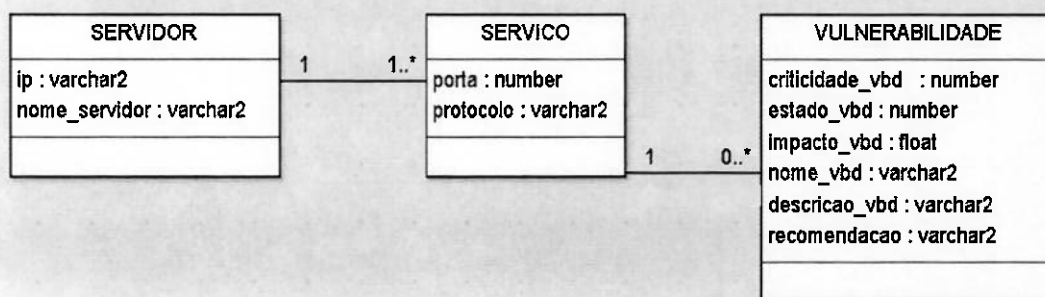 SERVIDOR
ip : varchar2
nome_servidor : varchar2
1
1..*
SERVICO
porta : number
protocolo : varchar2
1
0..*
VULNERABILIDADE
criticidade_vbd : number
estado_vbd : number
impacto_vbd : float
nome_vbd : varchar2
descricao_vbd : varchar2
recomendacao : varchar2